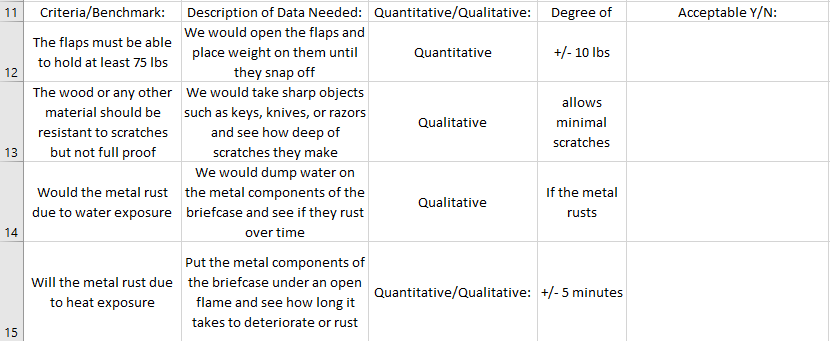 11 Criteria/Benchmark: Description of Data Needed: Quantitative/Qualitative: Degree of Acceptable Y/N:
The flaps must be able
to hold at least 75 lbs
We would open the flaps and
place weight on them until
they snap off
Quantitative
+/- 10 lbs
12
The wood or any other
material should be
resistant to scratches
but not full proof
We would take sharp objects
such as keys, knives, or razors
and see how deep of
scratches they make
Qualitative
allows
minimal
scratches
13
Would the metal rust
due to water exposure
We would dump water on
the metal components of the
briefcase and see if they rust
over time
Qualitative
If the metal
rusts
14
Will the metal rust due
to heat exposure
Put the metal components of
the briefcase under an open
flame and see how long it
takes to deteriorate or rust
Quantitative/Qualitative:
+/- 5 minutes
15